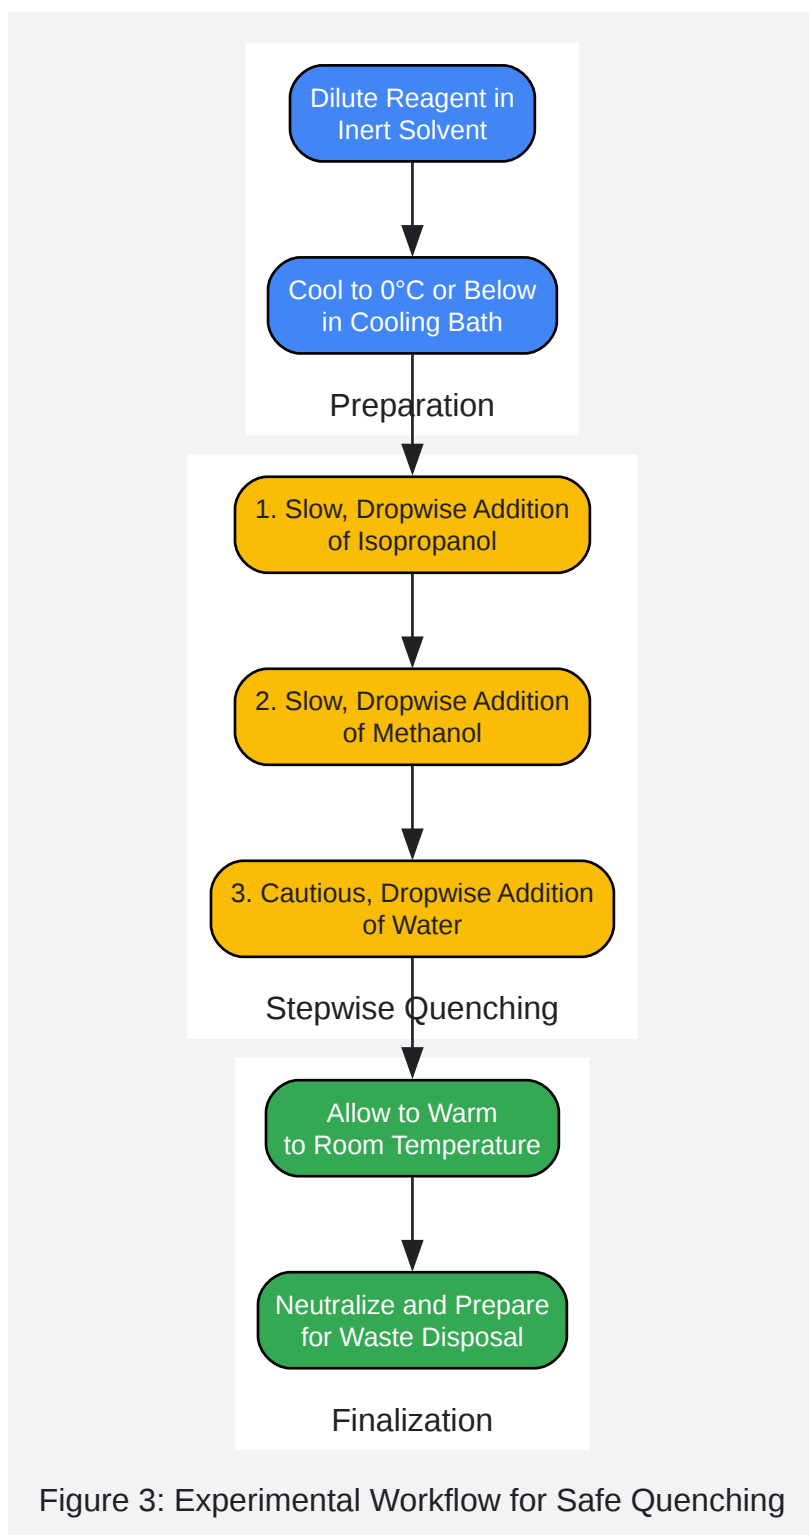 Dilute Reagent in
Inert Solvent
Cool to 0°C or Below
in Cooling Bath
Preparation
1. Slow, Dropwise Addition
of Isopropanol
2. Slow, Dropwise Addition
of Methanol
3. Cautious, Dropwise Addition
of Water
Stepwise Quenching
Allow to Warm
to Room Temperature
Neutralize and Prepare
for Waste Disposal
Finalization
Figure 3: Experimental Workflow for Safe Quenching